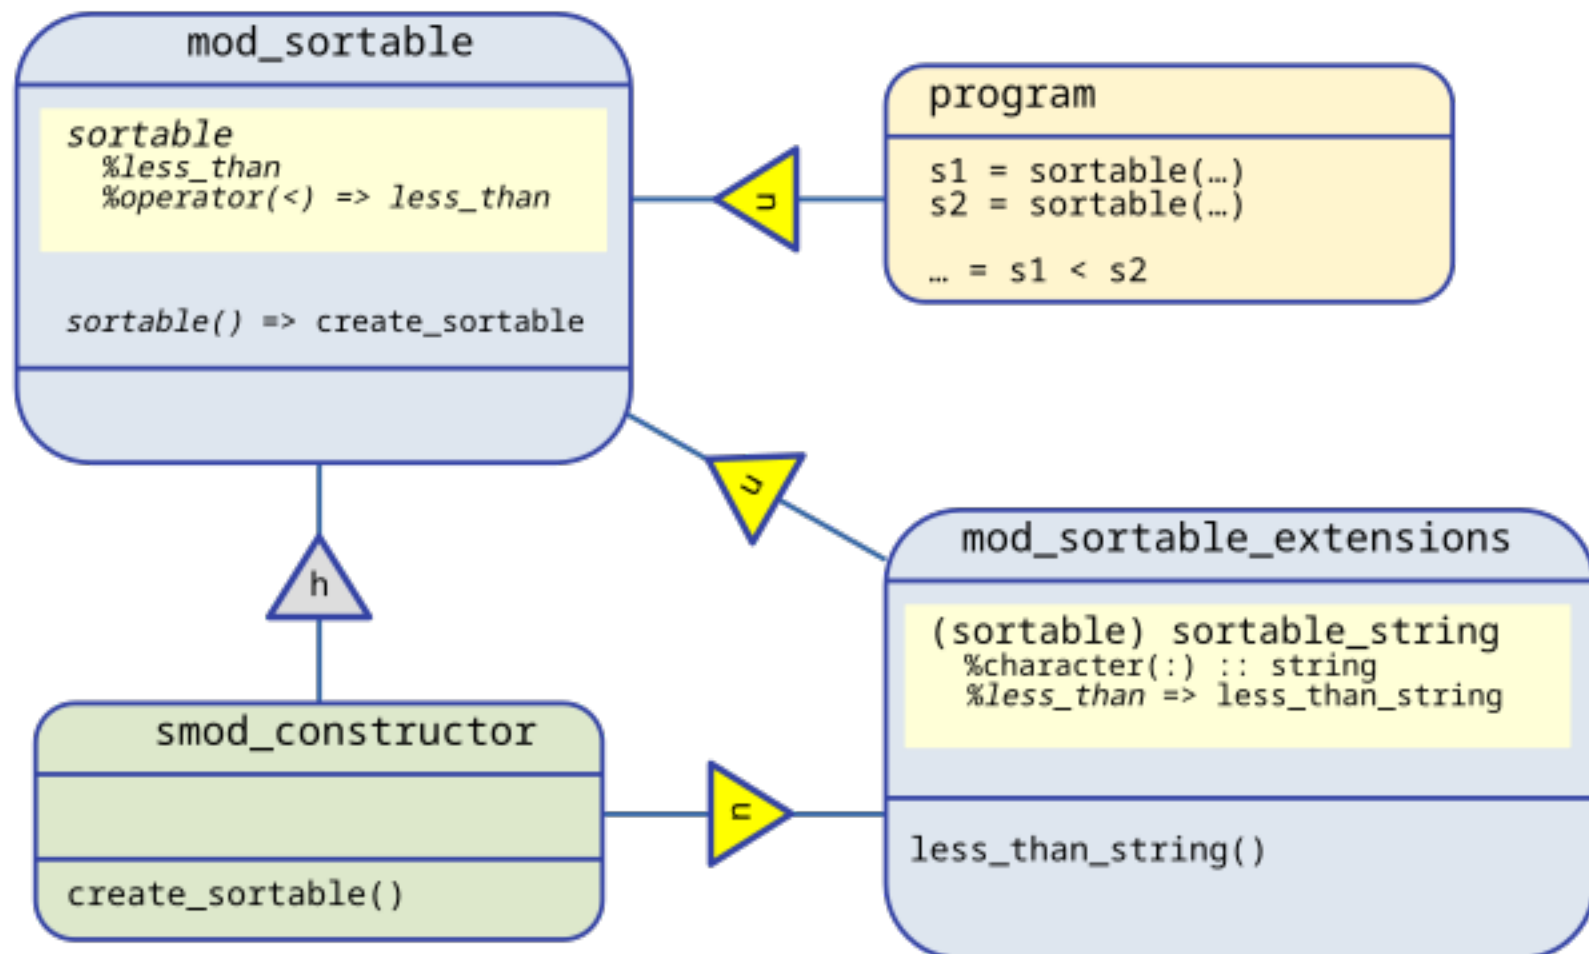 mod_sortable
sortable
%less_than
%operator(<) => less_than
sortable() => create_sortable
program
s1 = sortable(…)
s2 = sortable(…)
… = s1 < s2
u
u
h
mod_sortable_extensions
(sortable) sortable_string
%character(:) :: string
%less_than => less_than_string
less_than_string()
smod_constructor
create_sortable()
u